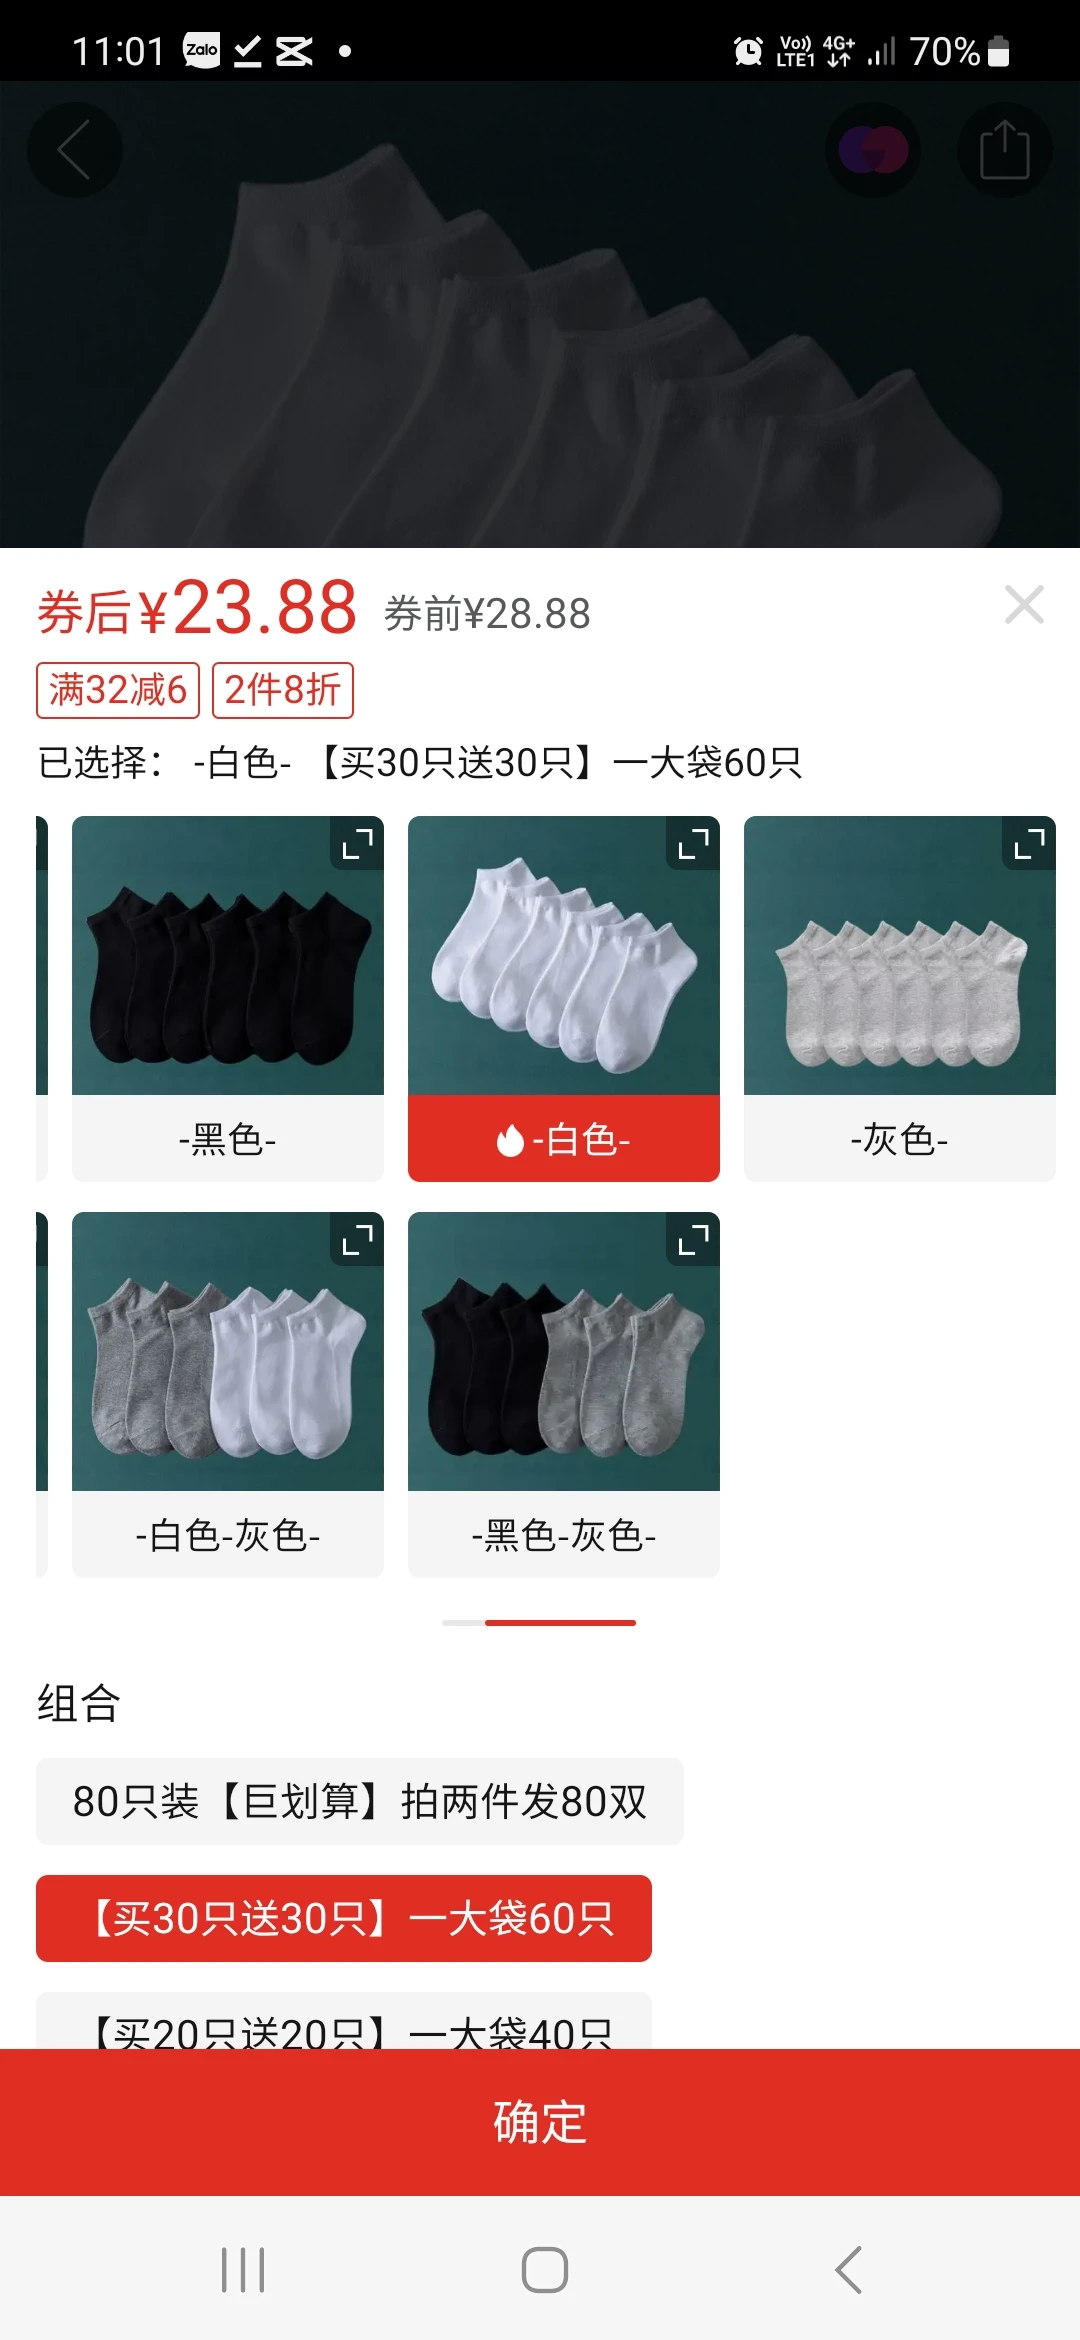 11:01 Zalo Vo)) LTE1 4G+ 70%
券后¥23.88 券前¥28.88
满32减6 2件8折
已选择： -白色- 【买30只送30只】一大袋60只
-黑色- -白色- -灰色-
-白色-灰色- -黑色-灰色-
组合
80只装【巨划算】拍两件发80双
【买30只送30只】一大袋60只
【买20只送20只】一大袋40只
确定